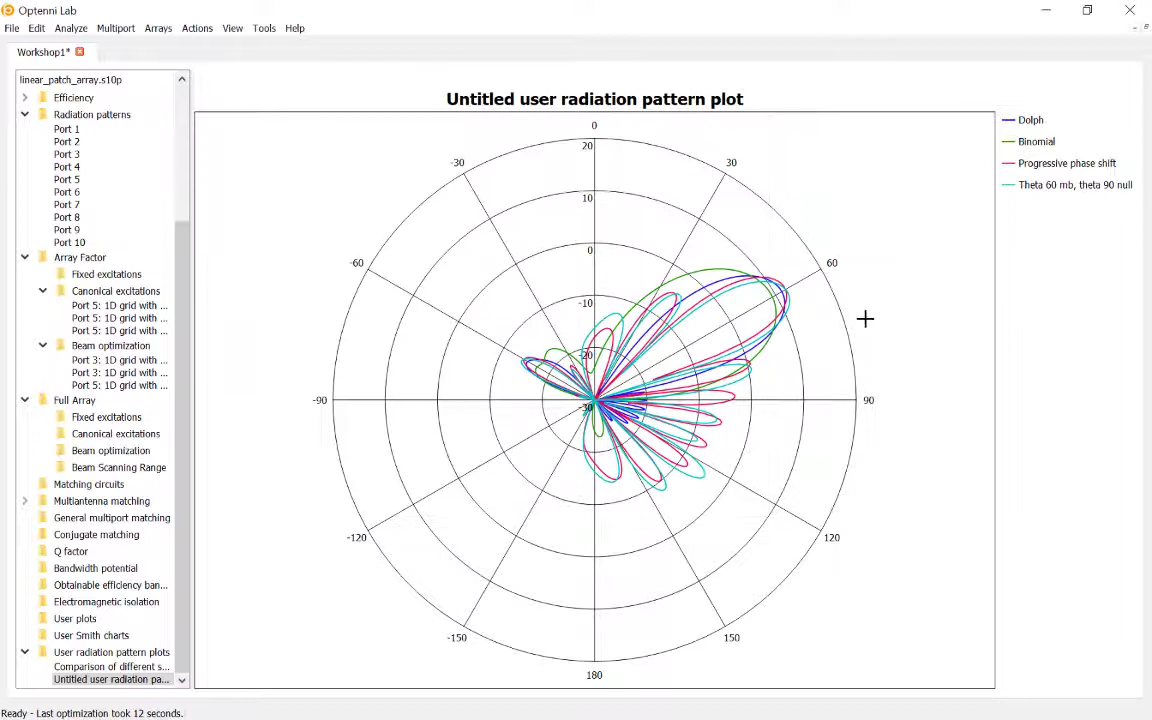 Optenni Lab
File Edit Analyze Multiport Arrays Actions View Tools Help
Workshop1*
linear_patch_array.s10p
Efficiency
Radiation patterns
Port 1
Port 2
Port 3
Port 4
Port 5
Port 6
Port 7
Port 8
Port 9
Port 10
Array Factor
Fixed excitations
Canonical excitations
Port 5: 1D grid with ...
Port 5: 1D grid with ...
Port 5: 1D grid with ...
Beam optimization
Port 3: 1D grid with ...
Port 3: 1D grid with ...
Port 5: 1D grid with ...
Full Array
Fixed excitations
Canonical excitations
Beam optimization
Beam Scanning Range
Matching circuits
Multiantenna matching
General multiport matching
Conjugate matching
Q factor
Bandwidth potential
Obtainable efficiency ban...
Electromagnetic isolation
User plots
User Smith charts
User radiation pattern plots
Comparison of different s...
Untitled user radiation pa...
Untitled user radiation pattern plot
0
-30
30
-60
60
-90
90
-120
120
-150
150
180
20
10
0
-10
-20
-30
Dolph
Binomial
Progressive phase shift
Theta 60 mb, theta 90 null
Ready - Last optimization took 12 seconds.